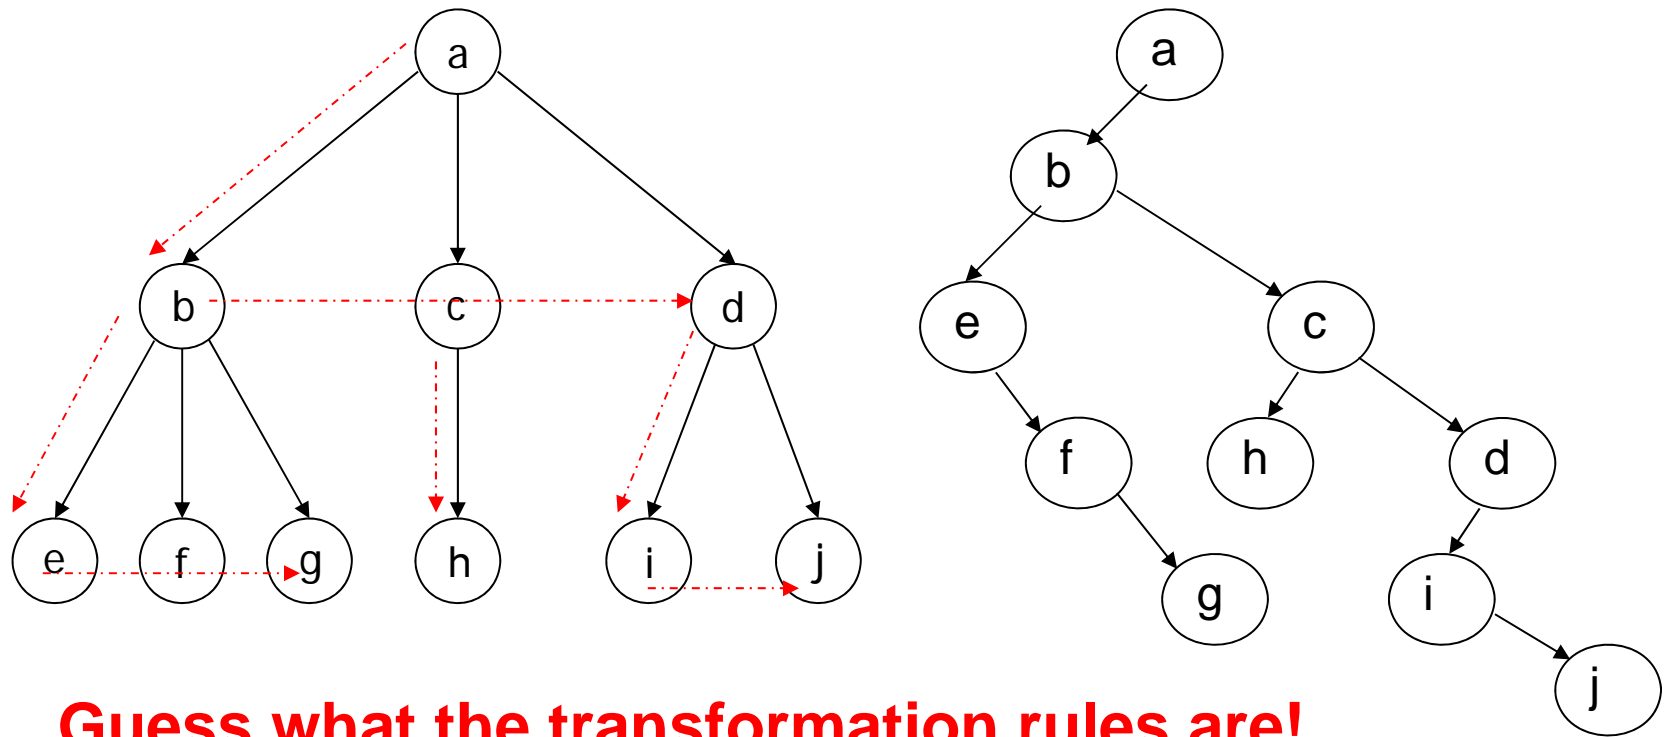 a
b c d
e f g h i j
a
b
e c
f h d
g i
j
Guess what the transformation rules are!